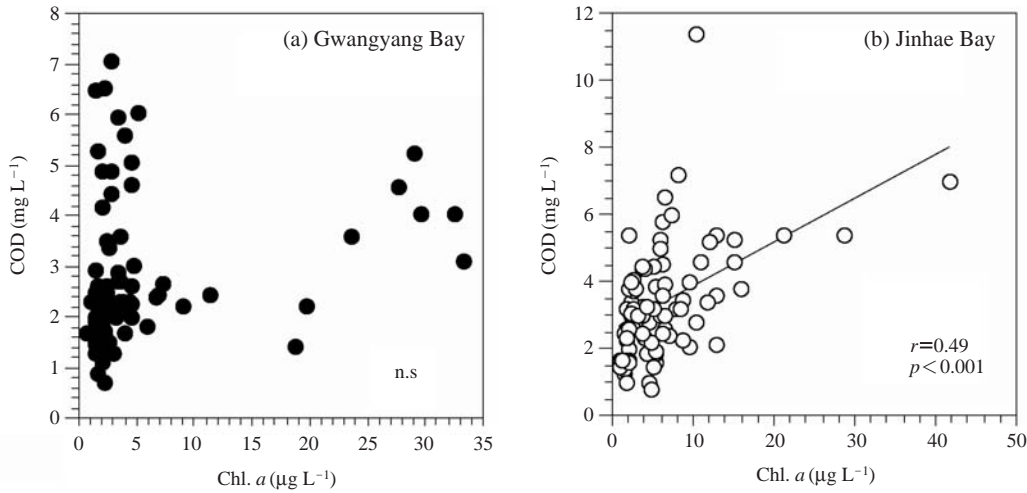 (a) Gwangyang Bay
8
7
6
5
4
3
2
1
0
COD (mg L⁻¹)
n.s
0 5 10 15 20 25 30 35
Chl. a (μg L⁻¹)
(b) Jinhae Bay
12
10
8
6
4
2
0
COD (mg L⁻¹)
r=0.49
p<0.001
0 10 20 30 40 50
Chl. a (μg L⁻¹)